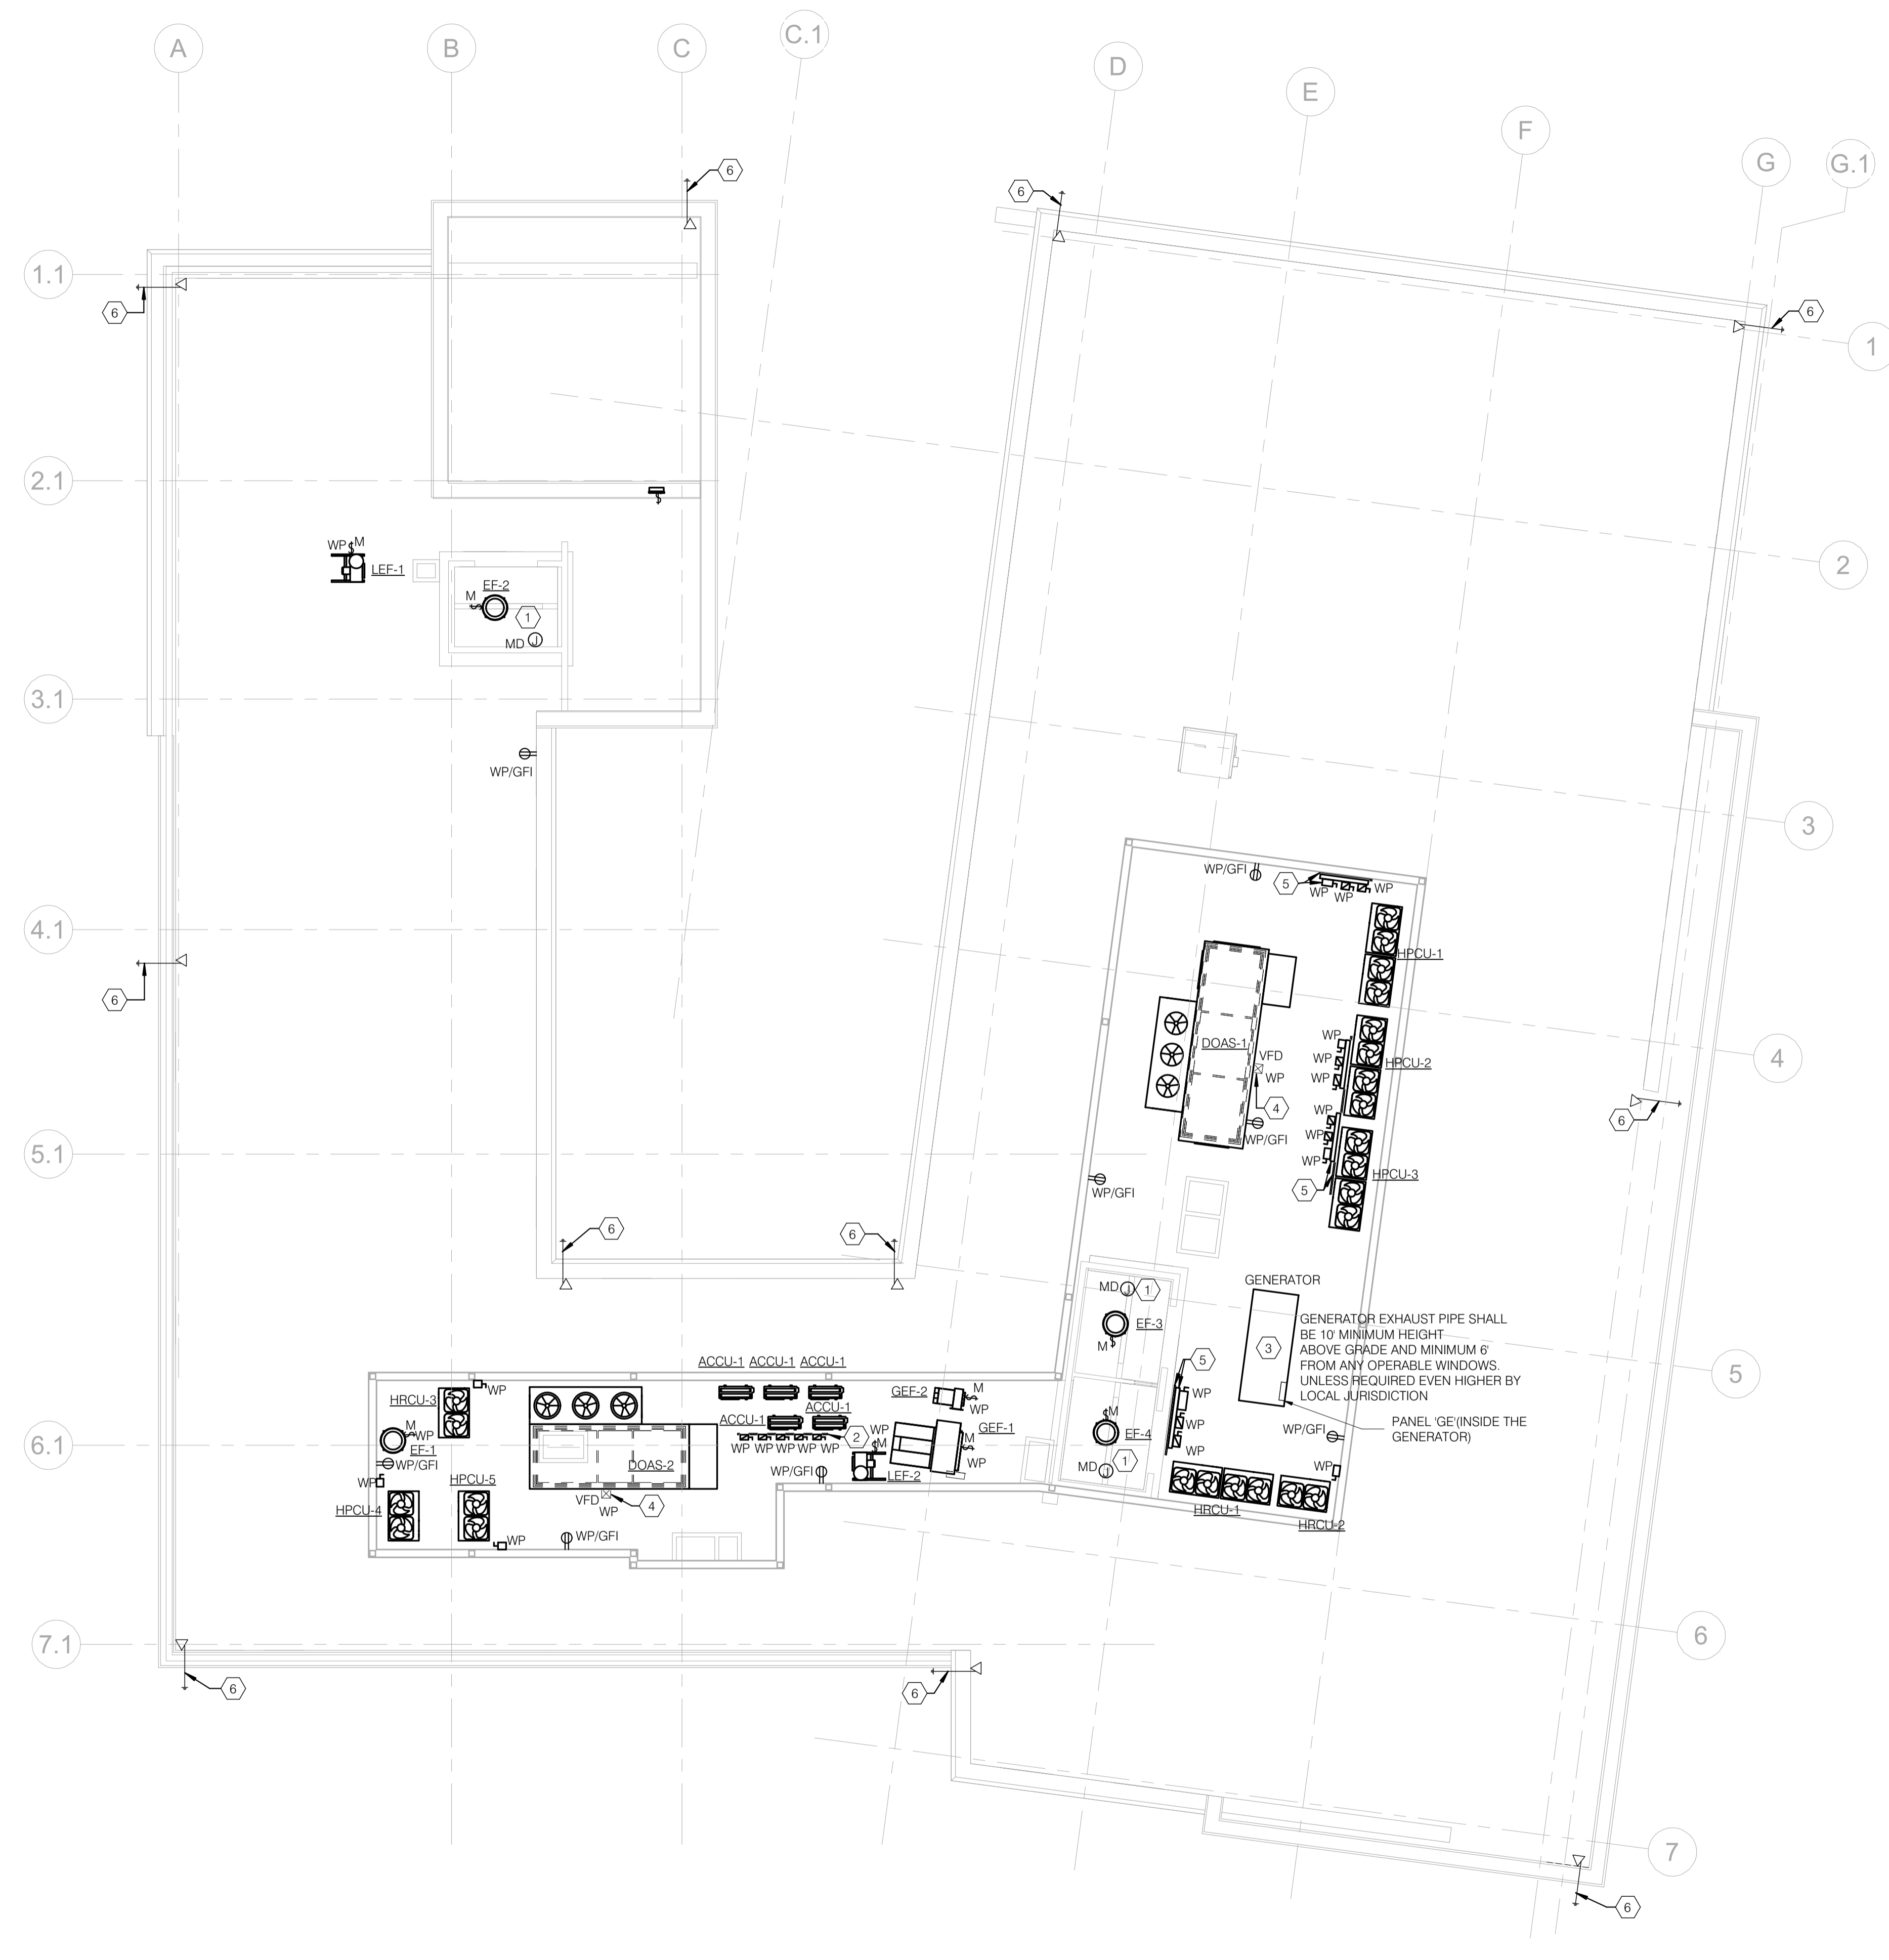 A
B
C
C.1
D
E
F
G
G.1
6
6
6
6
1.1
1
2.1
2
WP
M
LEF-1
EF-2
M
1
MD J
3.1
WP/GFI
3
WP/GFI
5
WP
WP
WP
4.1
HPCU-1
6
DOAS-1
VFD
WP
4
WP
WP
WP
HPCU-2
4
6
WP
WP
WP
WP/GFI
5.1
HPCU-3
5
WP/GFI
6
6
GENERATOR
MD J
1
EF-3
M
3
GENERATOR EXHAUST PIPE SHALL
BE 10' MINIMUM HEIGHT
ABOVE GRADE AND MINIMUM 6'
FROM ANY OPERABLE WINDOWS.
UNLESS REQUIRED EVEN HIGHER BY
LOCAL JURISDICTION
5
5
ACCU-1 ACCU-1 ACCU-1
WP
HRCU-3
GEF-2
M
WP
WP
WP
WP
PANEL 'GE'(INSIDE THE
GENERATOR)
ACCU-1
ACCU-1
M
WP
EF-1
6.1
WP
GEF-1
M
WP
M
EF-4
WP/GFI
WP WP WP WP WP
2
M
LEF-2
WP/GFI
MD J
1
WP
WP/GFI
WP
HPCU-5
DOAS-2
HPCU-4
VFD
WP
4
HRCU-1
HRCU-2
WP
WP/GFI
7.1
6
6
6
7
6